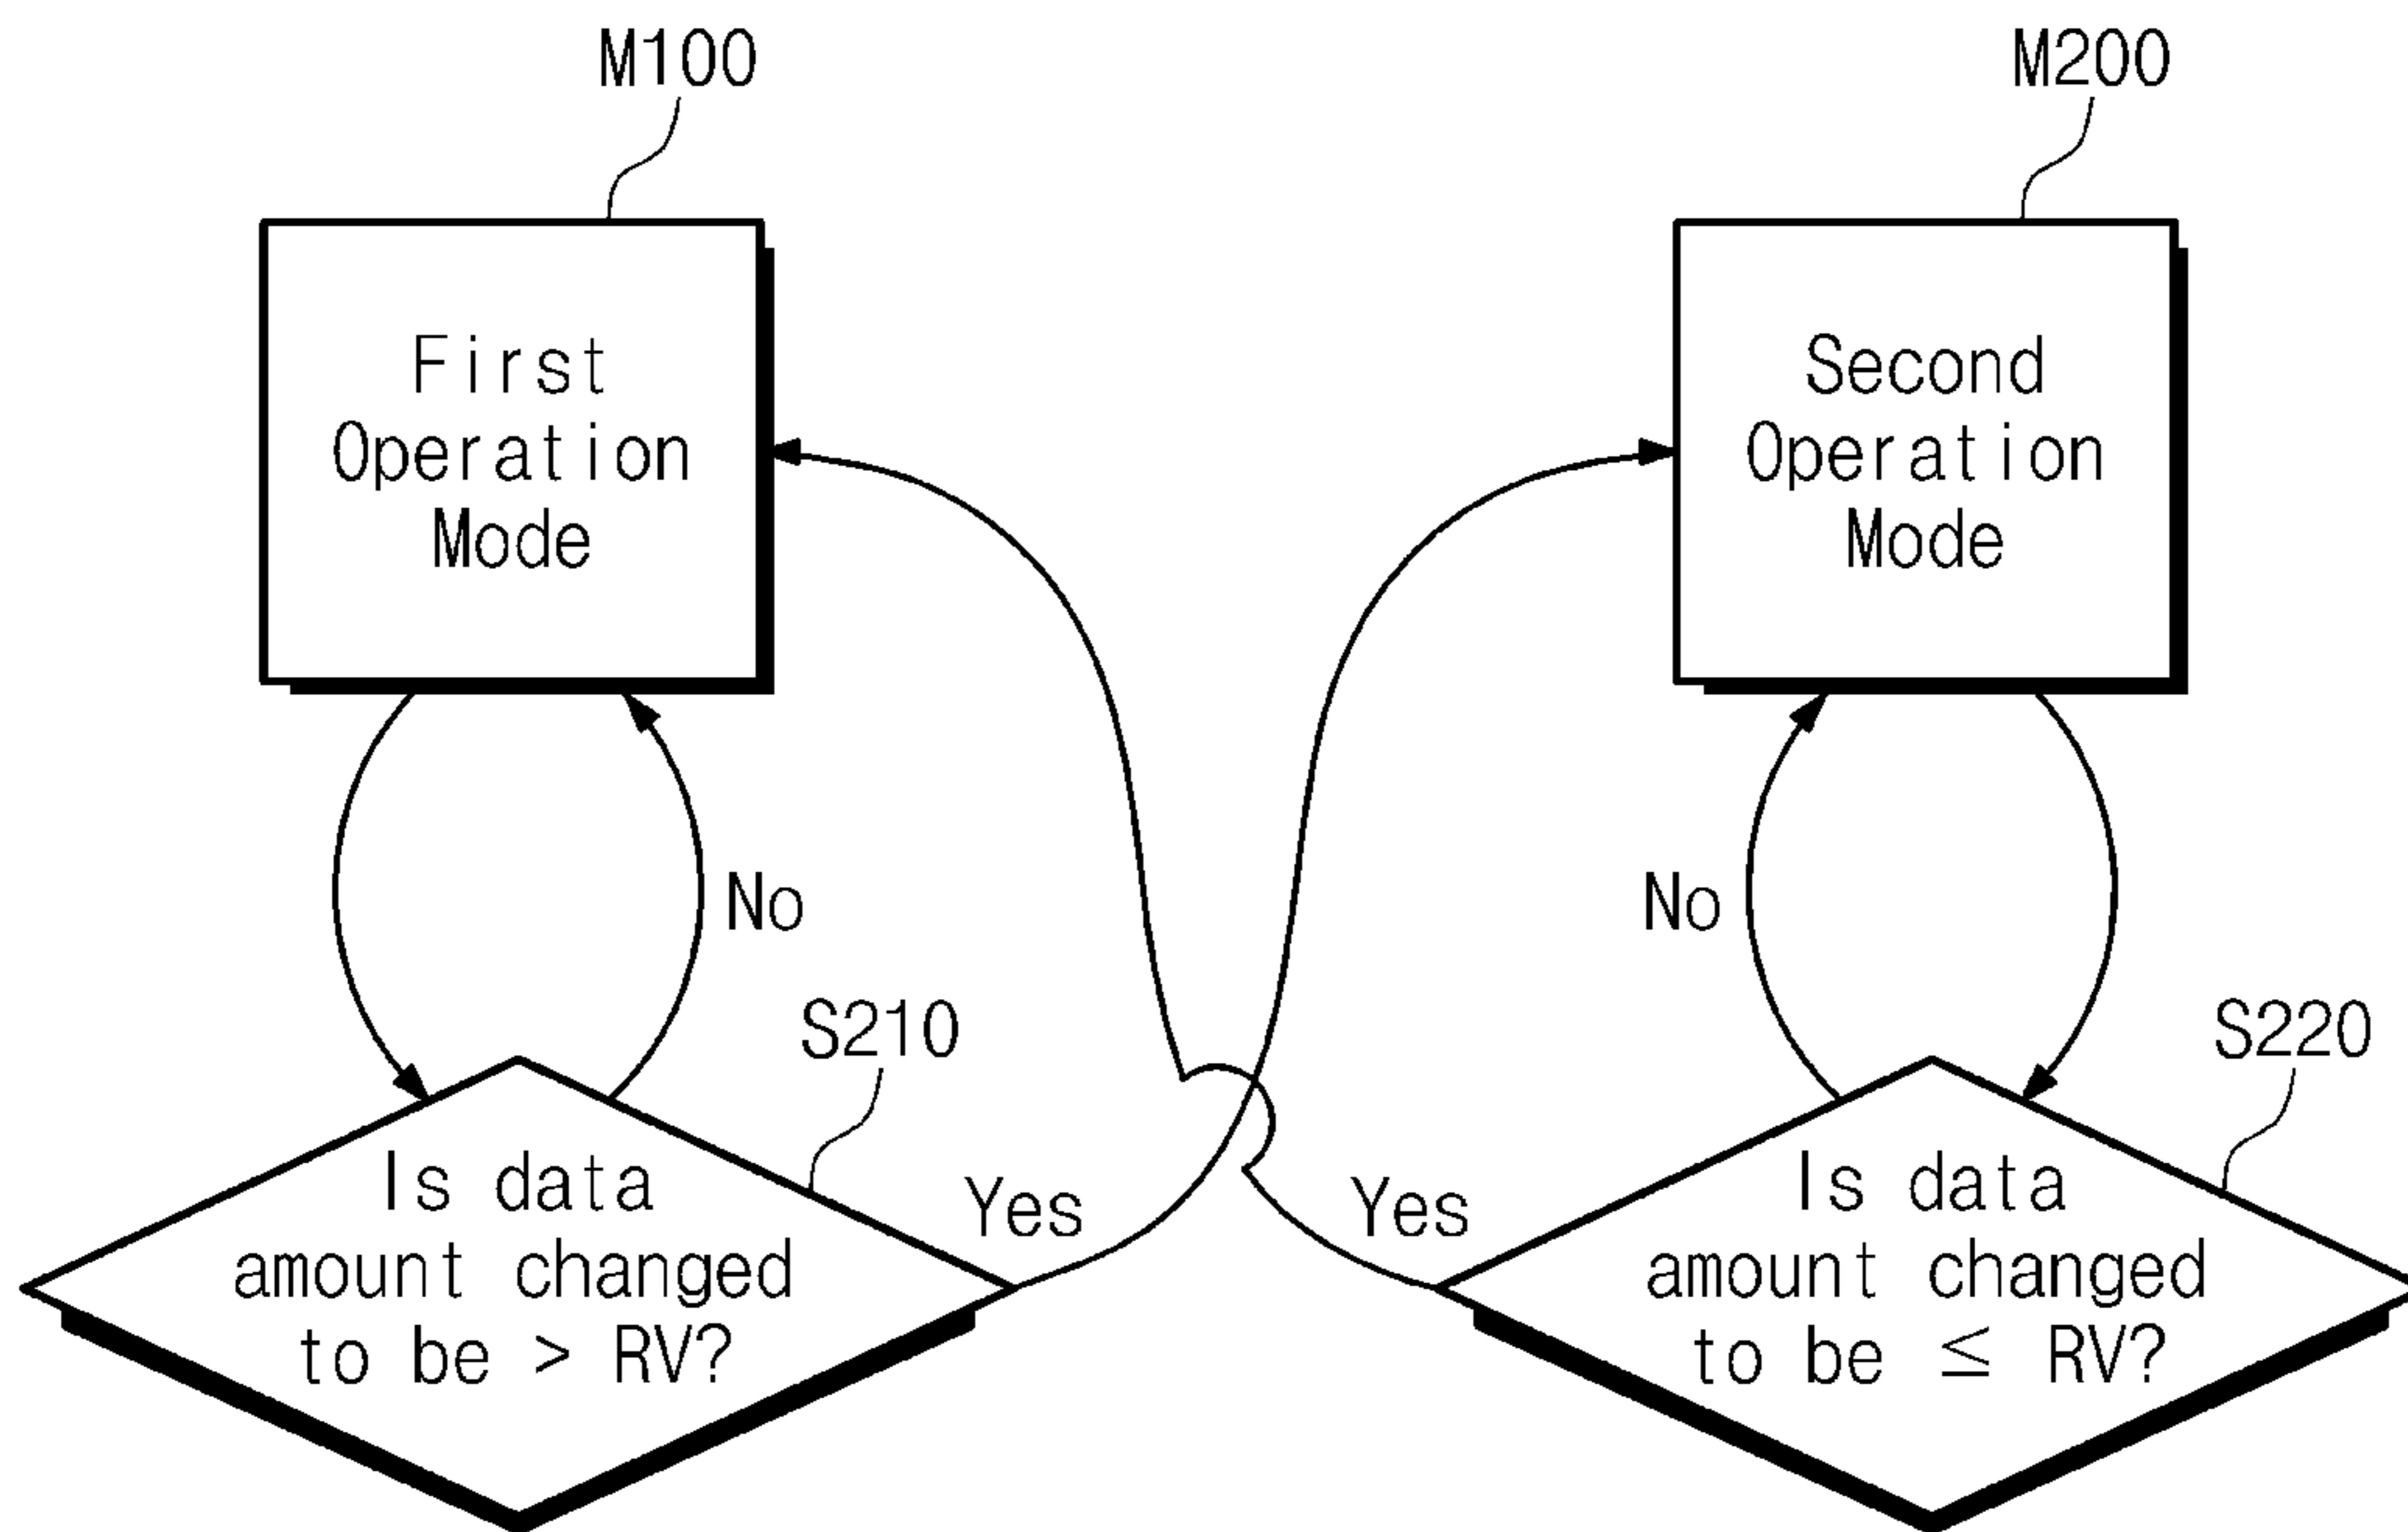 M100
M200
First
Operation
Mode
Second
Operation
Mode
No
No
S210
S220
Is data
amount changed
to be > RV?
Yes
Yes
Is data
amount changed
to be ≤ RV?